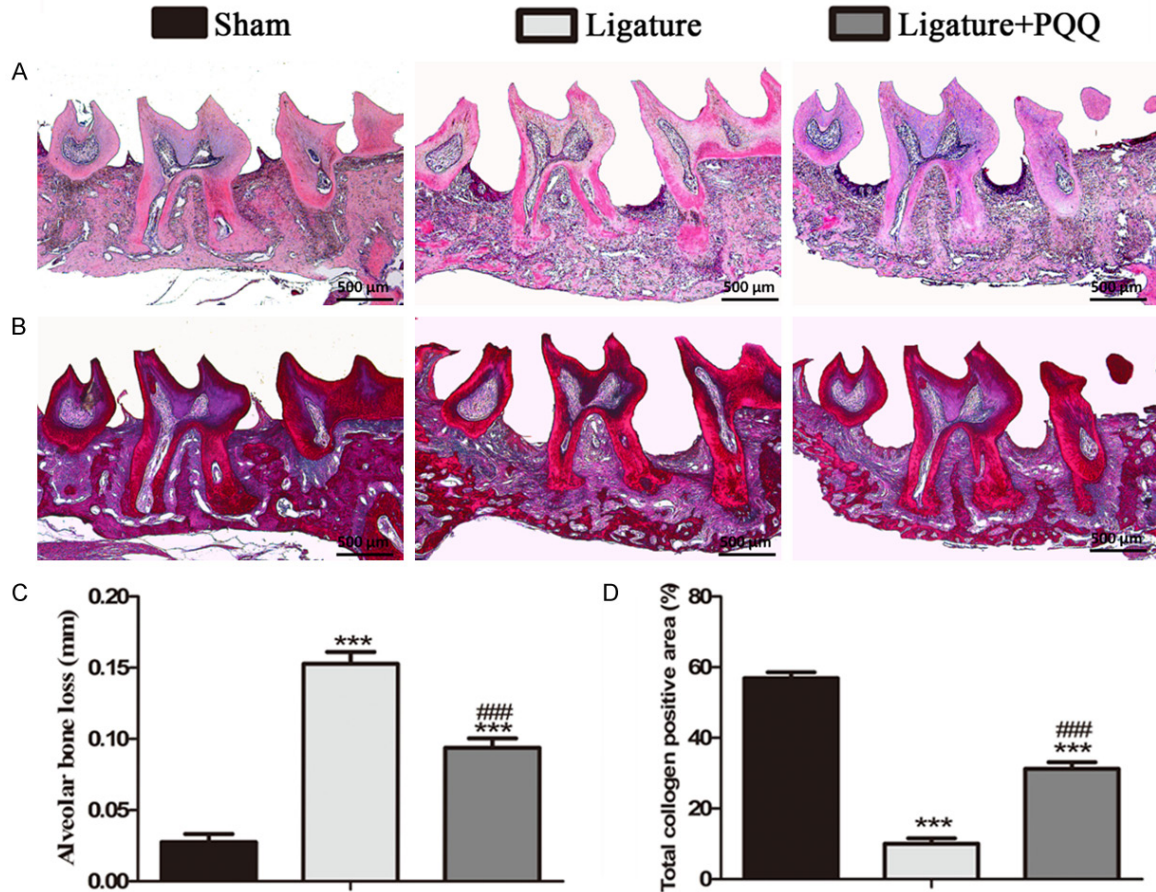 Sham Ligature Ligature+PQQ
A
500 µm 500 µm 500 µm
B
500 µm 500 µm 500 µm
C
Alveolar bone loss (mm)
0.20
0.15
0.10
0.05
0.00
***
###
***
D
Total collogen positive area (%)
80
60
40
20
0
***
###
***